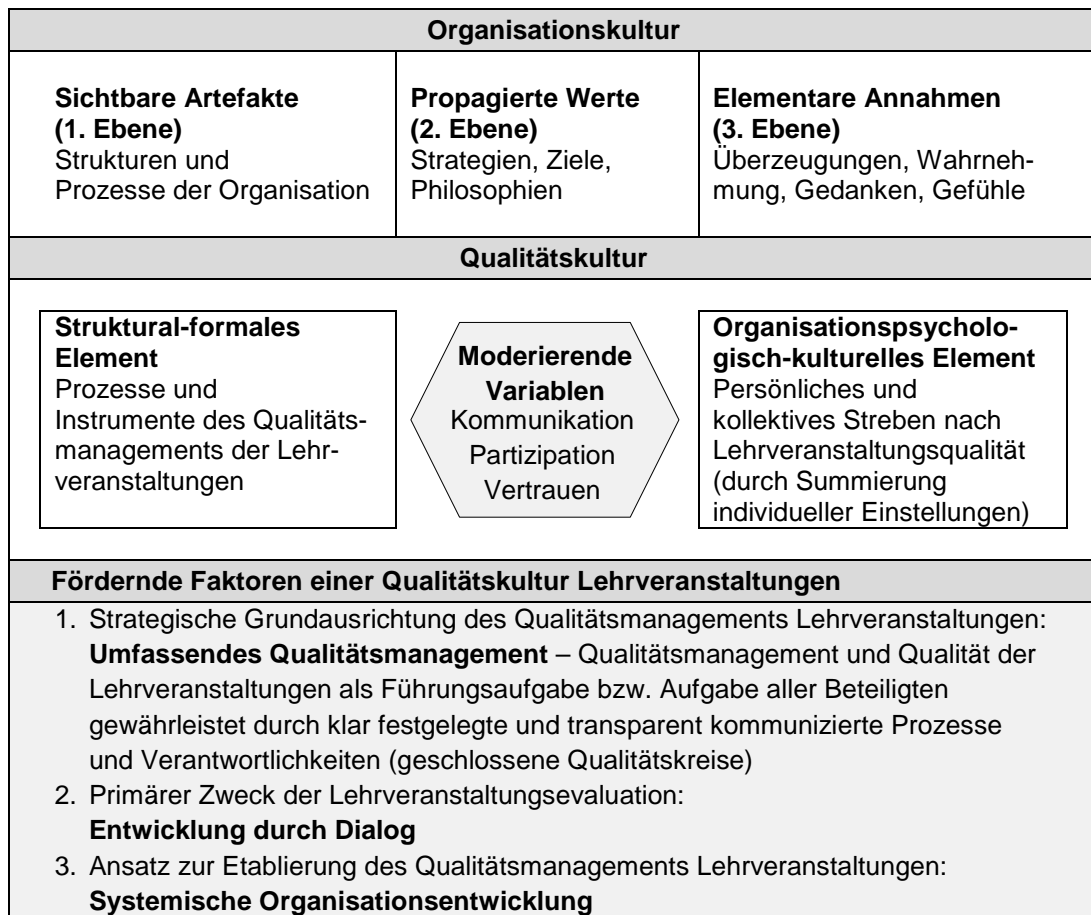 Organisationskultur
Sichtbare Artefakte
(1. Ebene)
Strukturen und
Prozesse der Organisation
Propagierte Werte
(2. Ebene)
Strategien, Ziele,
Philosophien
Elementare Annahmen
(3. Ebene)
Überzeugungen, Wahrneh-
mung, Gedanken, Gefühle
Qualitätskultur
Struktural-formales
Element
Prozesse und
Instrumente des Qualitäts-
managements der Lehr-
veranstaltungen
Moderierende
Variablen
Kommunikation
Partizipation
Vertrauen
Organisationspsycholo-
gisch-kulturelles Element
Persönliches und
kollektives Streben nach
Lehrveranstaltungsqualität
(durch Summierung
individueller Einstellungen)
Fördernde Faktoren einer Qualitätskultur Lehrveranstaltungen
1. Strategische Grundausrichtung des Qualitätsmanagements Lehrveranstaltungen:
Umfassendes Qualitätsmanagement – Qualitätsmanagement und Qualität der
Lehrveranstaltungen als Führungsaufgabe bzw. Aufgabe aller Beteiligten
gewährleistet durch klar festgelegte und transparent kommunizierte Prozesse
und Verantwortlichkeiten (geschlossene Qualitätskreise)
2. Primärer Zweck der Lehrveranstaltungsevaluation:
Entwicklung durch Dialog
3. Ansatz zur Etablierung des Qualitätsmanagements Lehrveranstaltungen:
Systemische Organisationsentwicklung